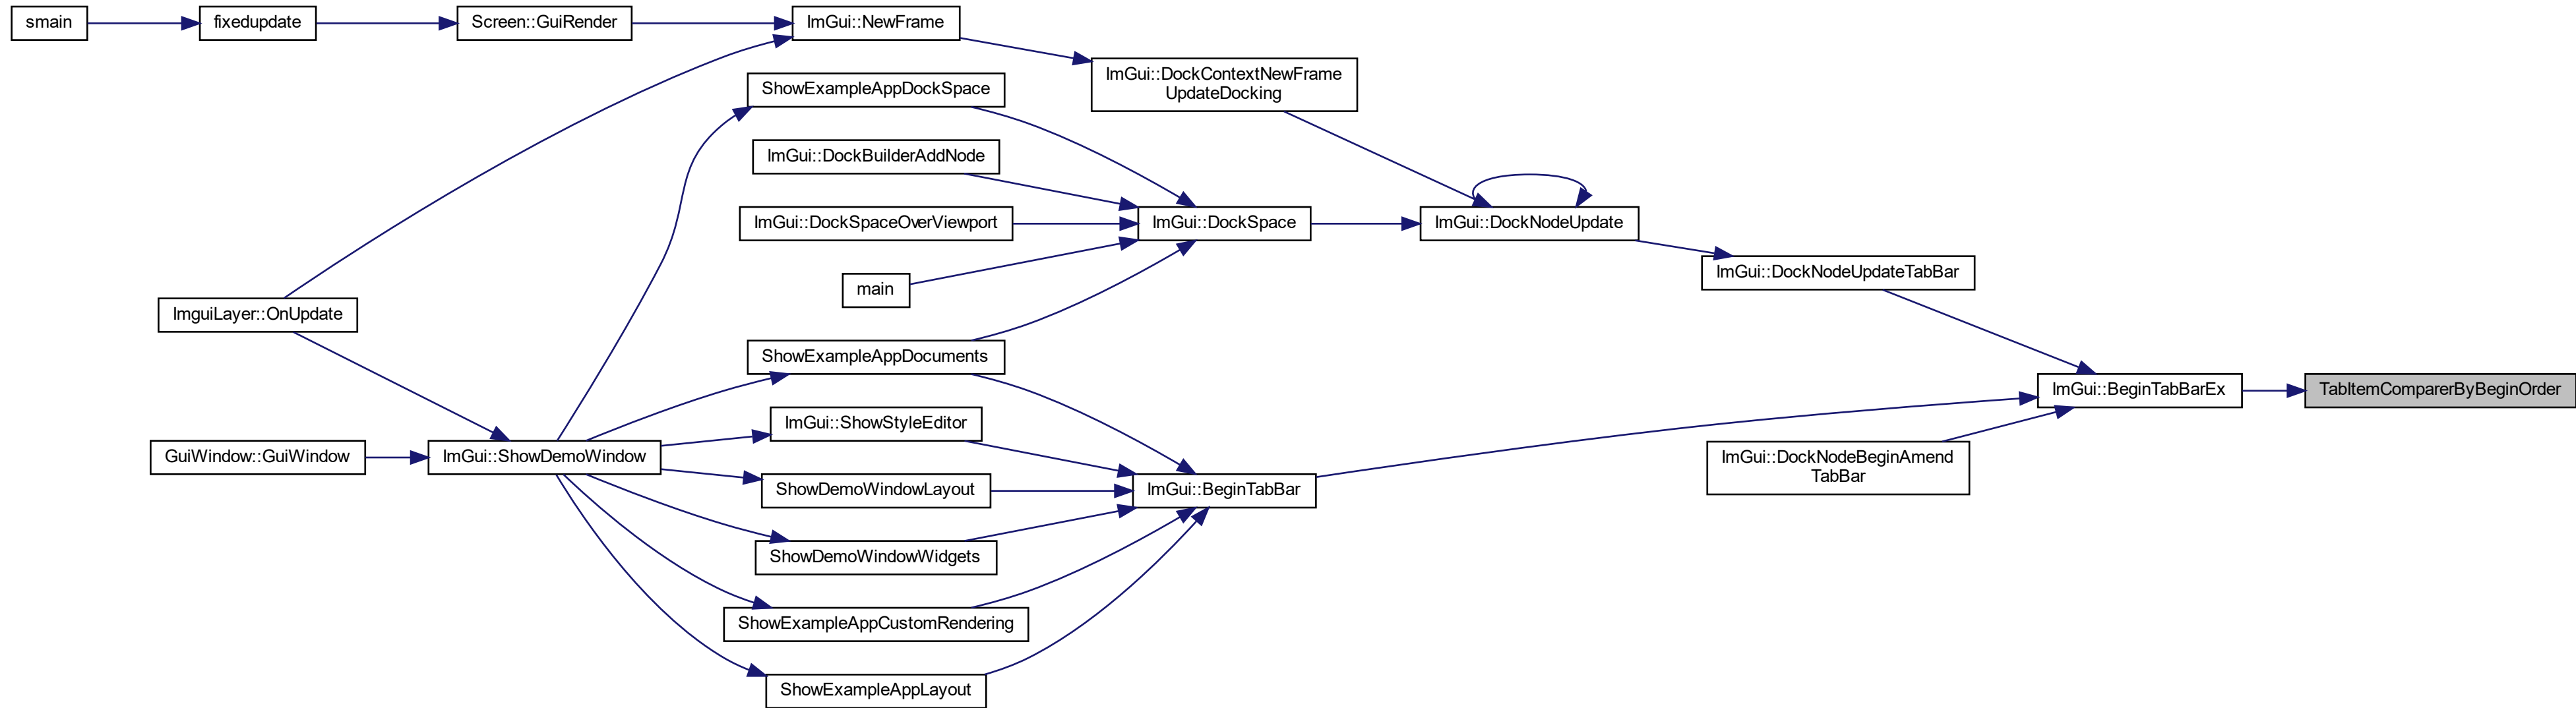 smain
fixedupdate
Screen::GuiRender
ImGui::NewFrame
ImGui::DockContextNewFrame
UpdateDocking
ShowExampleAppDockSpace
ImGui::DockBuilderAddNode
ImGui::DockSpaceOverViewport
ImGui::DockSpace
ImGui::DockNodeUpdate
main
ImGui::DockNodeUpdateTabBar
ImguiLayer::OnUpdate
ShowExampleAppDocuments
ImGui::BeginTabBarEx
TabItemComparerByBeginOrder
ImGui::ShowStyleEditor
GuiWindow::GuiWindow
ImGui::ShowDemoWindow
ImGui::DockNodeBeginAmend
TabBar
ShowDemoWindowLayout
ImGui::BeginTabBar
ShowDemoWindowWidgets
ShowExampleAppCustomRendering
ShowExampleAppLayout